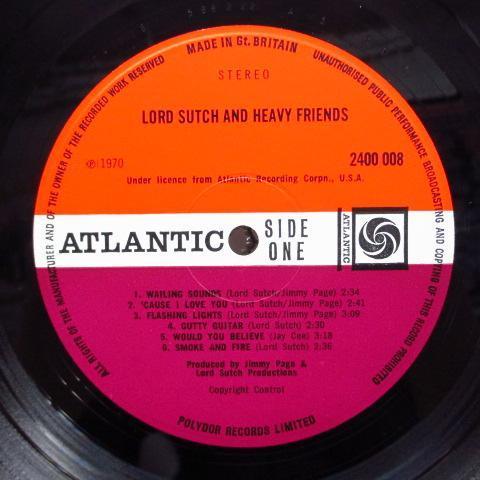 MADE IN Gt. BRITAIN
ALL RIGHTS OF THE MANUFACTURER AND OF THE OWNER OF THE RECORDED WORK RESERVED
UNAUTHORISED PUBLIC PERFORMANCE BROADCASTING AND COPYING OF THIS RECORD PROHIBITED
STEREO
LORD SUTCH AND HEAVY FRIENDS
℗ 1970
2400 008
Under licence from Atlantic Recording Corpn., U.S.A.
ATLANTIC
SIDE
ONE
ATLANTIC
1. WAILING SOUNDS (Lord Sutch/Jimmy Page) 2:34
2. 'CAUSE I LOVE YOU (Lord Sutch/Jimmy Page) 2:41
3. FLASHING LIGHTS (Lord Sutch/Jimmy Page) 3:09
4. GUTTY GUITAR (Lord Sutch) 2:30
5. WOULD YOU BELIEVE (Jay Cee) 3:18
6. SMOKE AND FIRE (Lord Sutch) 2:36
Produced by Jimmy Page &
Lord Sutch Productions
Copyright Control
POLYDOR RECORDS LIMITED